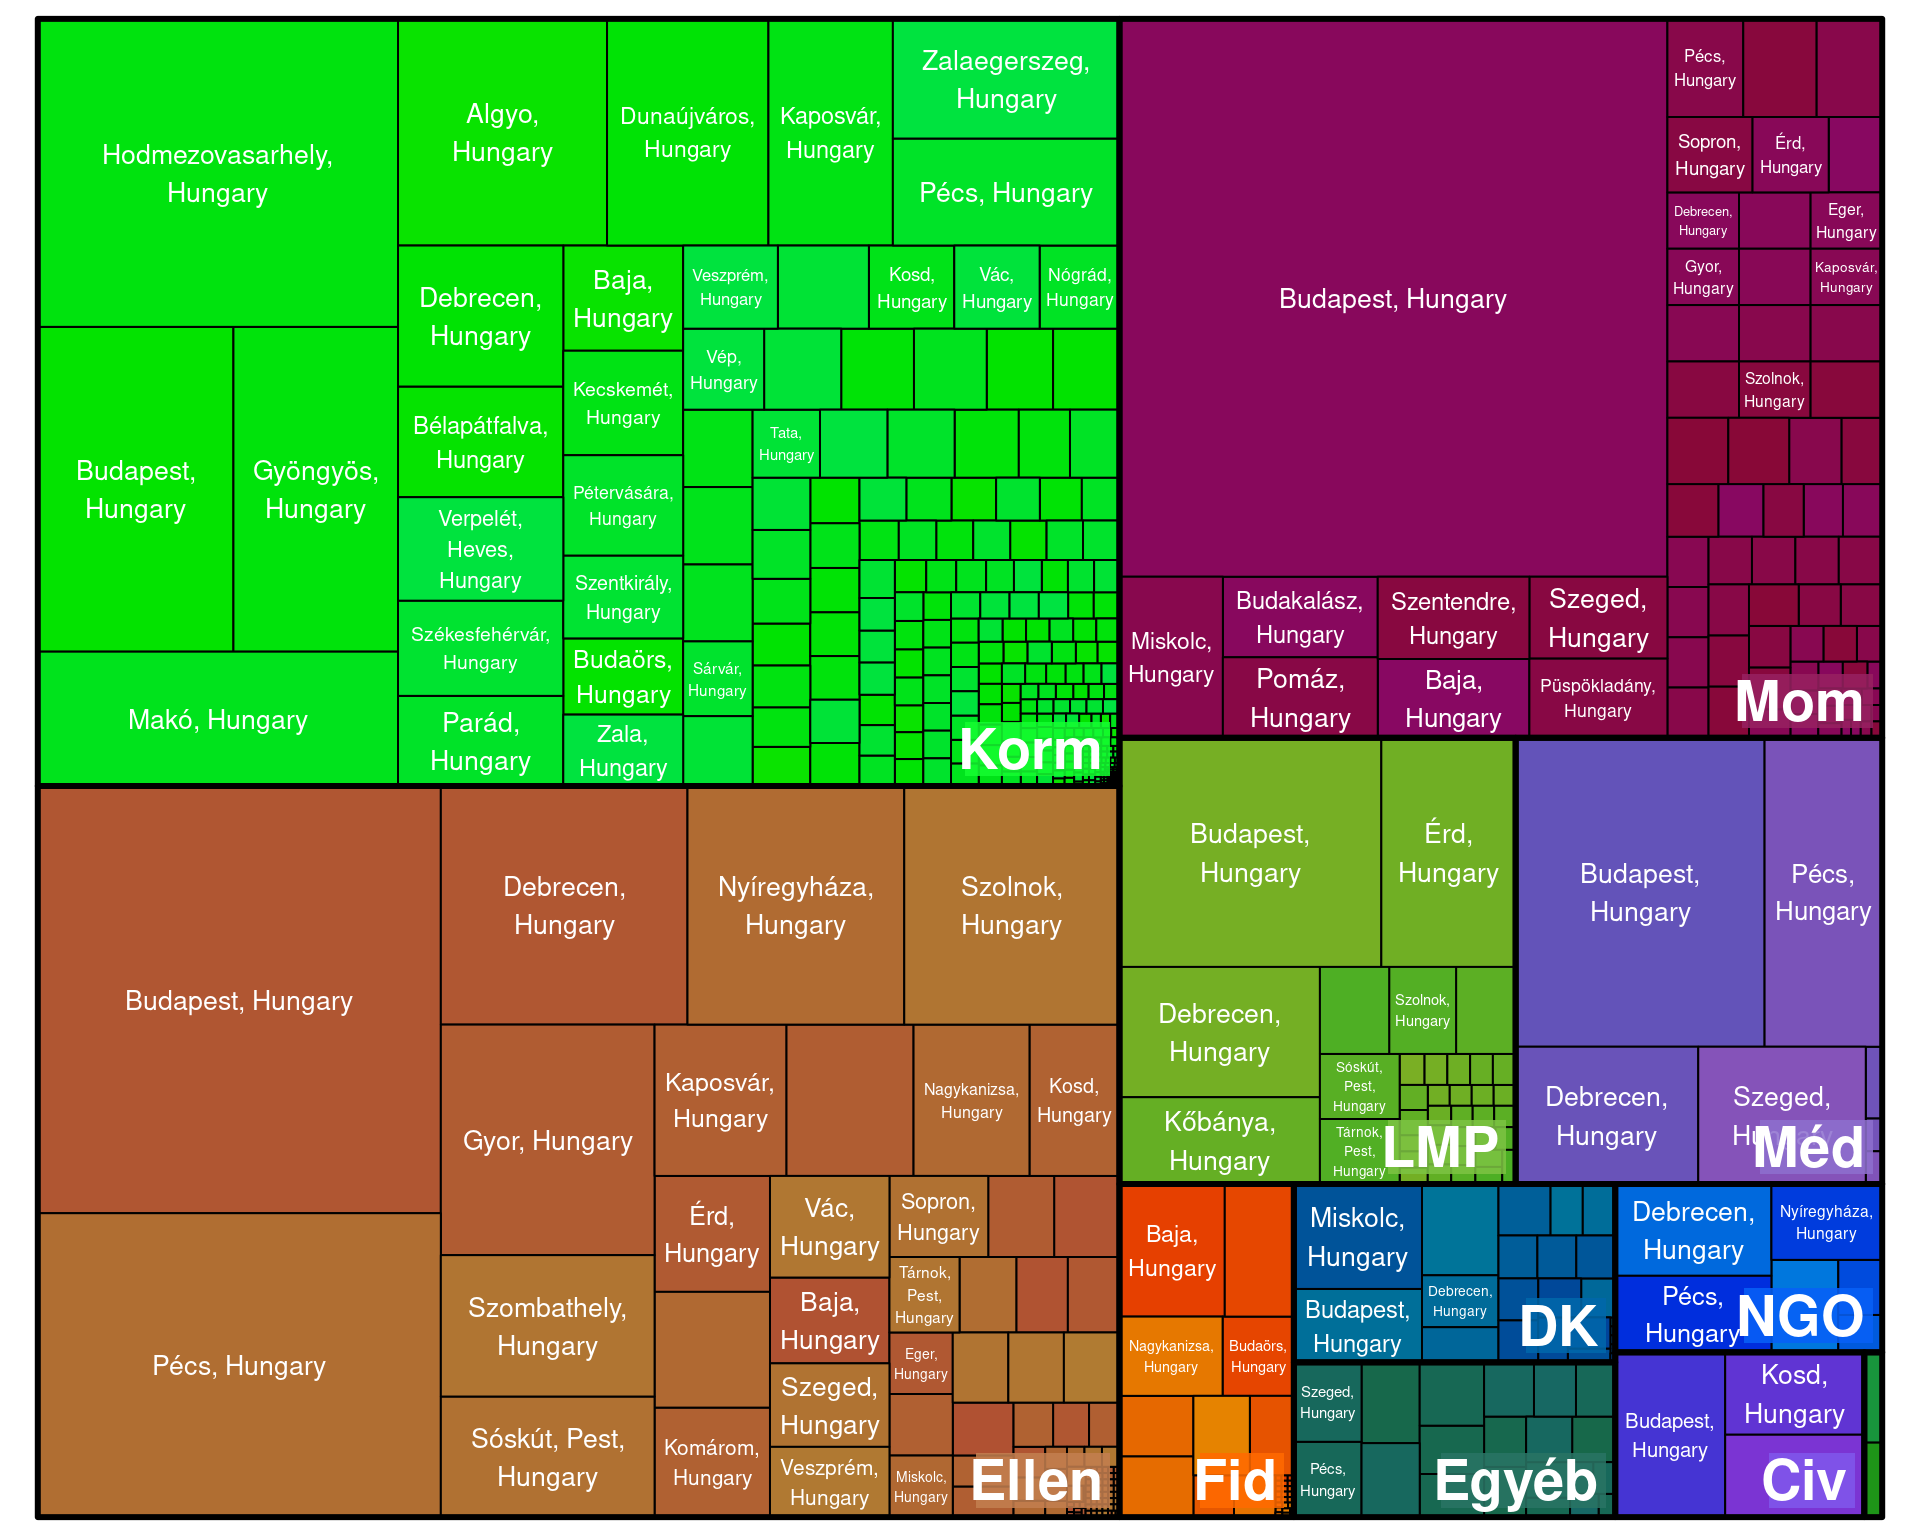 Hodmezovasarhely,
Hungary
Algyo,
Hungary
Dunaújváros,
Hungary
Kaposvár,
Hungary
Zalaegerszeg,
Hungary
Pécs, Hungary
Budapest,
Hungary
Gyöngyös,
Hungary
Makó, Hungary
Debrecen,
Hungary
Bélapátfalva,
Hungary
Verpelét,
Heves,
Hungary
Székesfehérvár,
Hungary
Parád,
Hungary
Baja,
Hungary
Kecskemét,
Hungary
Pétervására,
Hungary
Szentkirály,
Hungary
Budaörs,
Hungary
Zala,
Hungary
Veszprém,
Hungary
Kosd,
Hungary
Vác,
Hungary
Nógrád,
Hungary
Vép,
Hungary
Tata,
Hungary
Sárvár,
Hungary
Korm
Budapest, Hungary
Pécs,
Hungary
Sopron,
Hungary
Érd,
Hungary
Debrecen,
Hungary
Eger,
Hungary
Gyor,
Hungary
Kaposvár,
Hungary
Szolnok,
Hungary
Miskolc,
Hungary
Budakalász,
Hungary
Pomáz,
Hungary
Szentendre,
Hungary
Baja,
Hungary
Szeged,
Hungary
Püspökladány,
Hungary
Mom
Budapest, Hungary
Pécs, Hungary
Debrecen,
Hungary
Nyíregyháza,
Hungary
Szolnok,
Hungary
Gyor, Hungary
Szombathely,
Hungary
Sóskút, Pest,
Hungary
Kaposvár,
Hungary
Nagykanizsa,
Hungary
Kosd,
Hungary
Érd,
Hungary
Komárom,
Hungary
Vác,
Hungary
Baja,
Hungary
Szeged,
Hungary
Veszprém,
Hungary
Sopron,
Hungary
Tárnok,
Pest,
Hungary
Eger,
Hungary
Miskolc,
Hungary
Ellen
Budapest,
Hungary
Érd,
Hungary
Debrecen,
Hungary
Kőbánya,
Hungary
Szolnok,
Hungary
Sóskút,
Pest,
Hungary
Tárnok,
Pest,
Hungary
LMP
Budapest,
Hungary
Pécs,
Hungary
Debrecen,
Hungary
Szeged,
Hungary
Méd
Baja,
Hungary
Nagykanizsa,
Hungary
Budaörs,
Hungary
Fid
Miskolc,
Hungary
Budapest,
Hungary
Debrecen,
Hungary
DK
Debrecen,
Hungary
Nyíregyháza,
Hungary
Pécs,
Hungary
NGO
Szeged,
Hungary
Pécs,
Hungary
Egyéb
Budapest,
Hungary
Kosd,
Hungary
Civ